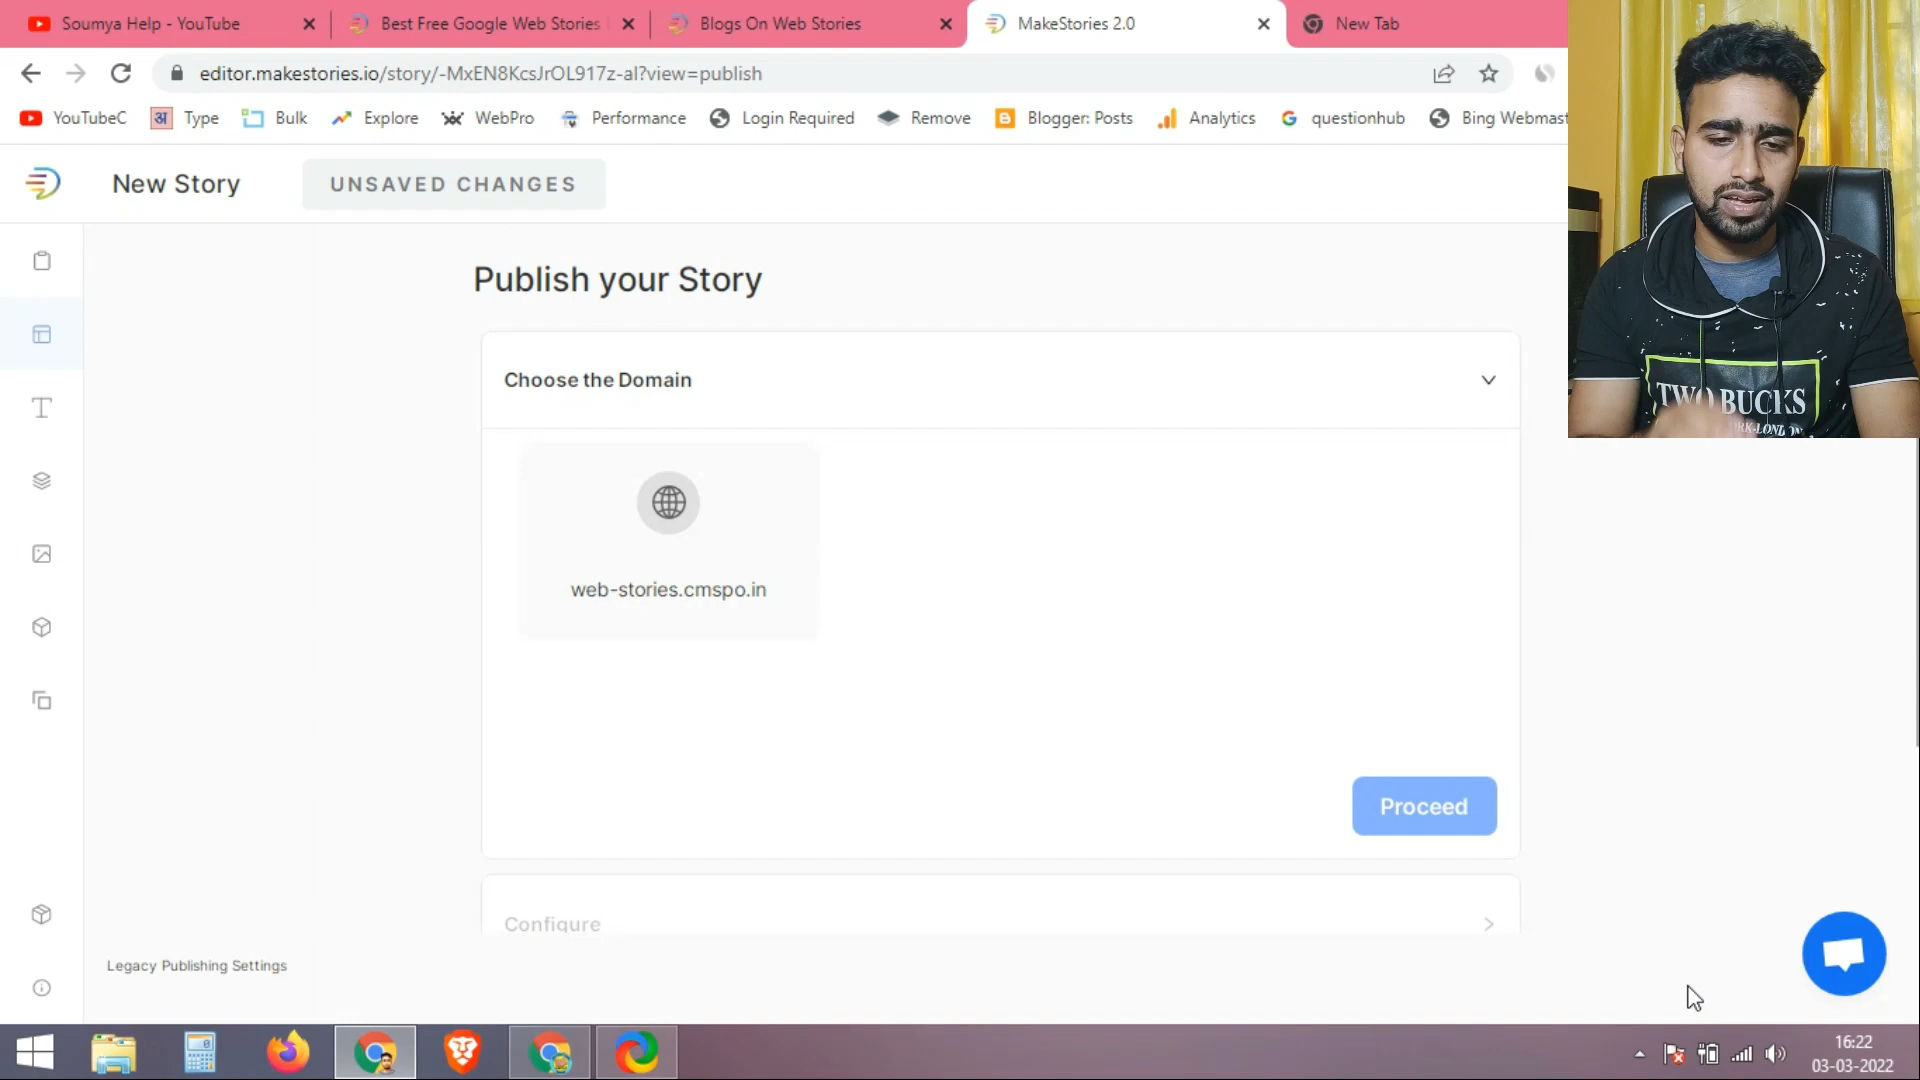 Soumya Help - YouTube
Best Free Google Web Stories
Blogs On Web Stories
MakeStories 2.0
New Tab
editor.makestories.io/story/-MxEN8KcsJrOL917z-al?view=publish
YouTubeC
अ Type
Bulk
Explore
WebPro
Performance
Login Required
Remove
Blogger: Posts
Analytics
questionhub
Bing Webmast
New Story
UNSAVED CHANGES
Publish your Story
Choose the Domain
web-stories.cmspo.in
Proceed
Configure
Legacy Publishing Settings
TWO BUCKS
RK-LONDON
16:22
03-03-2022